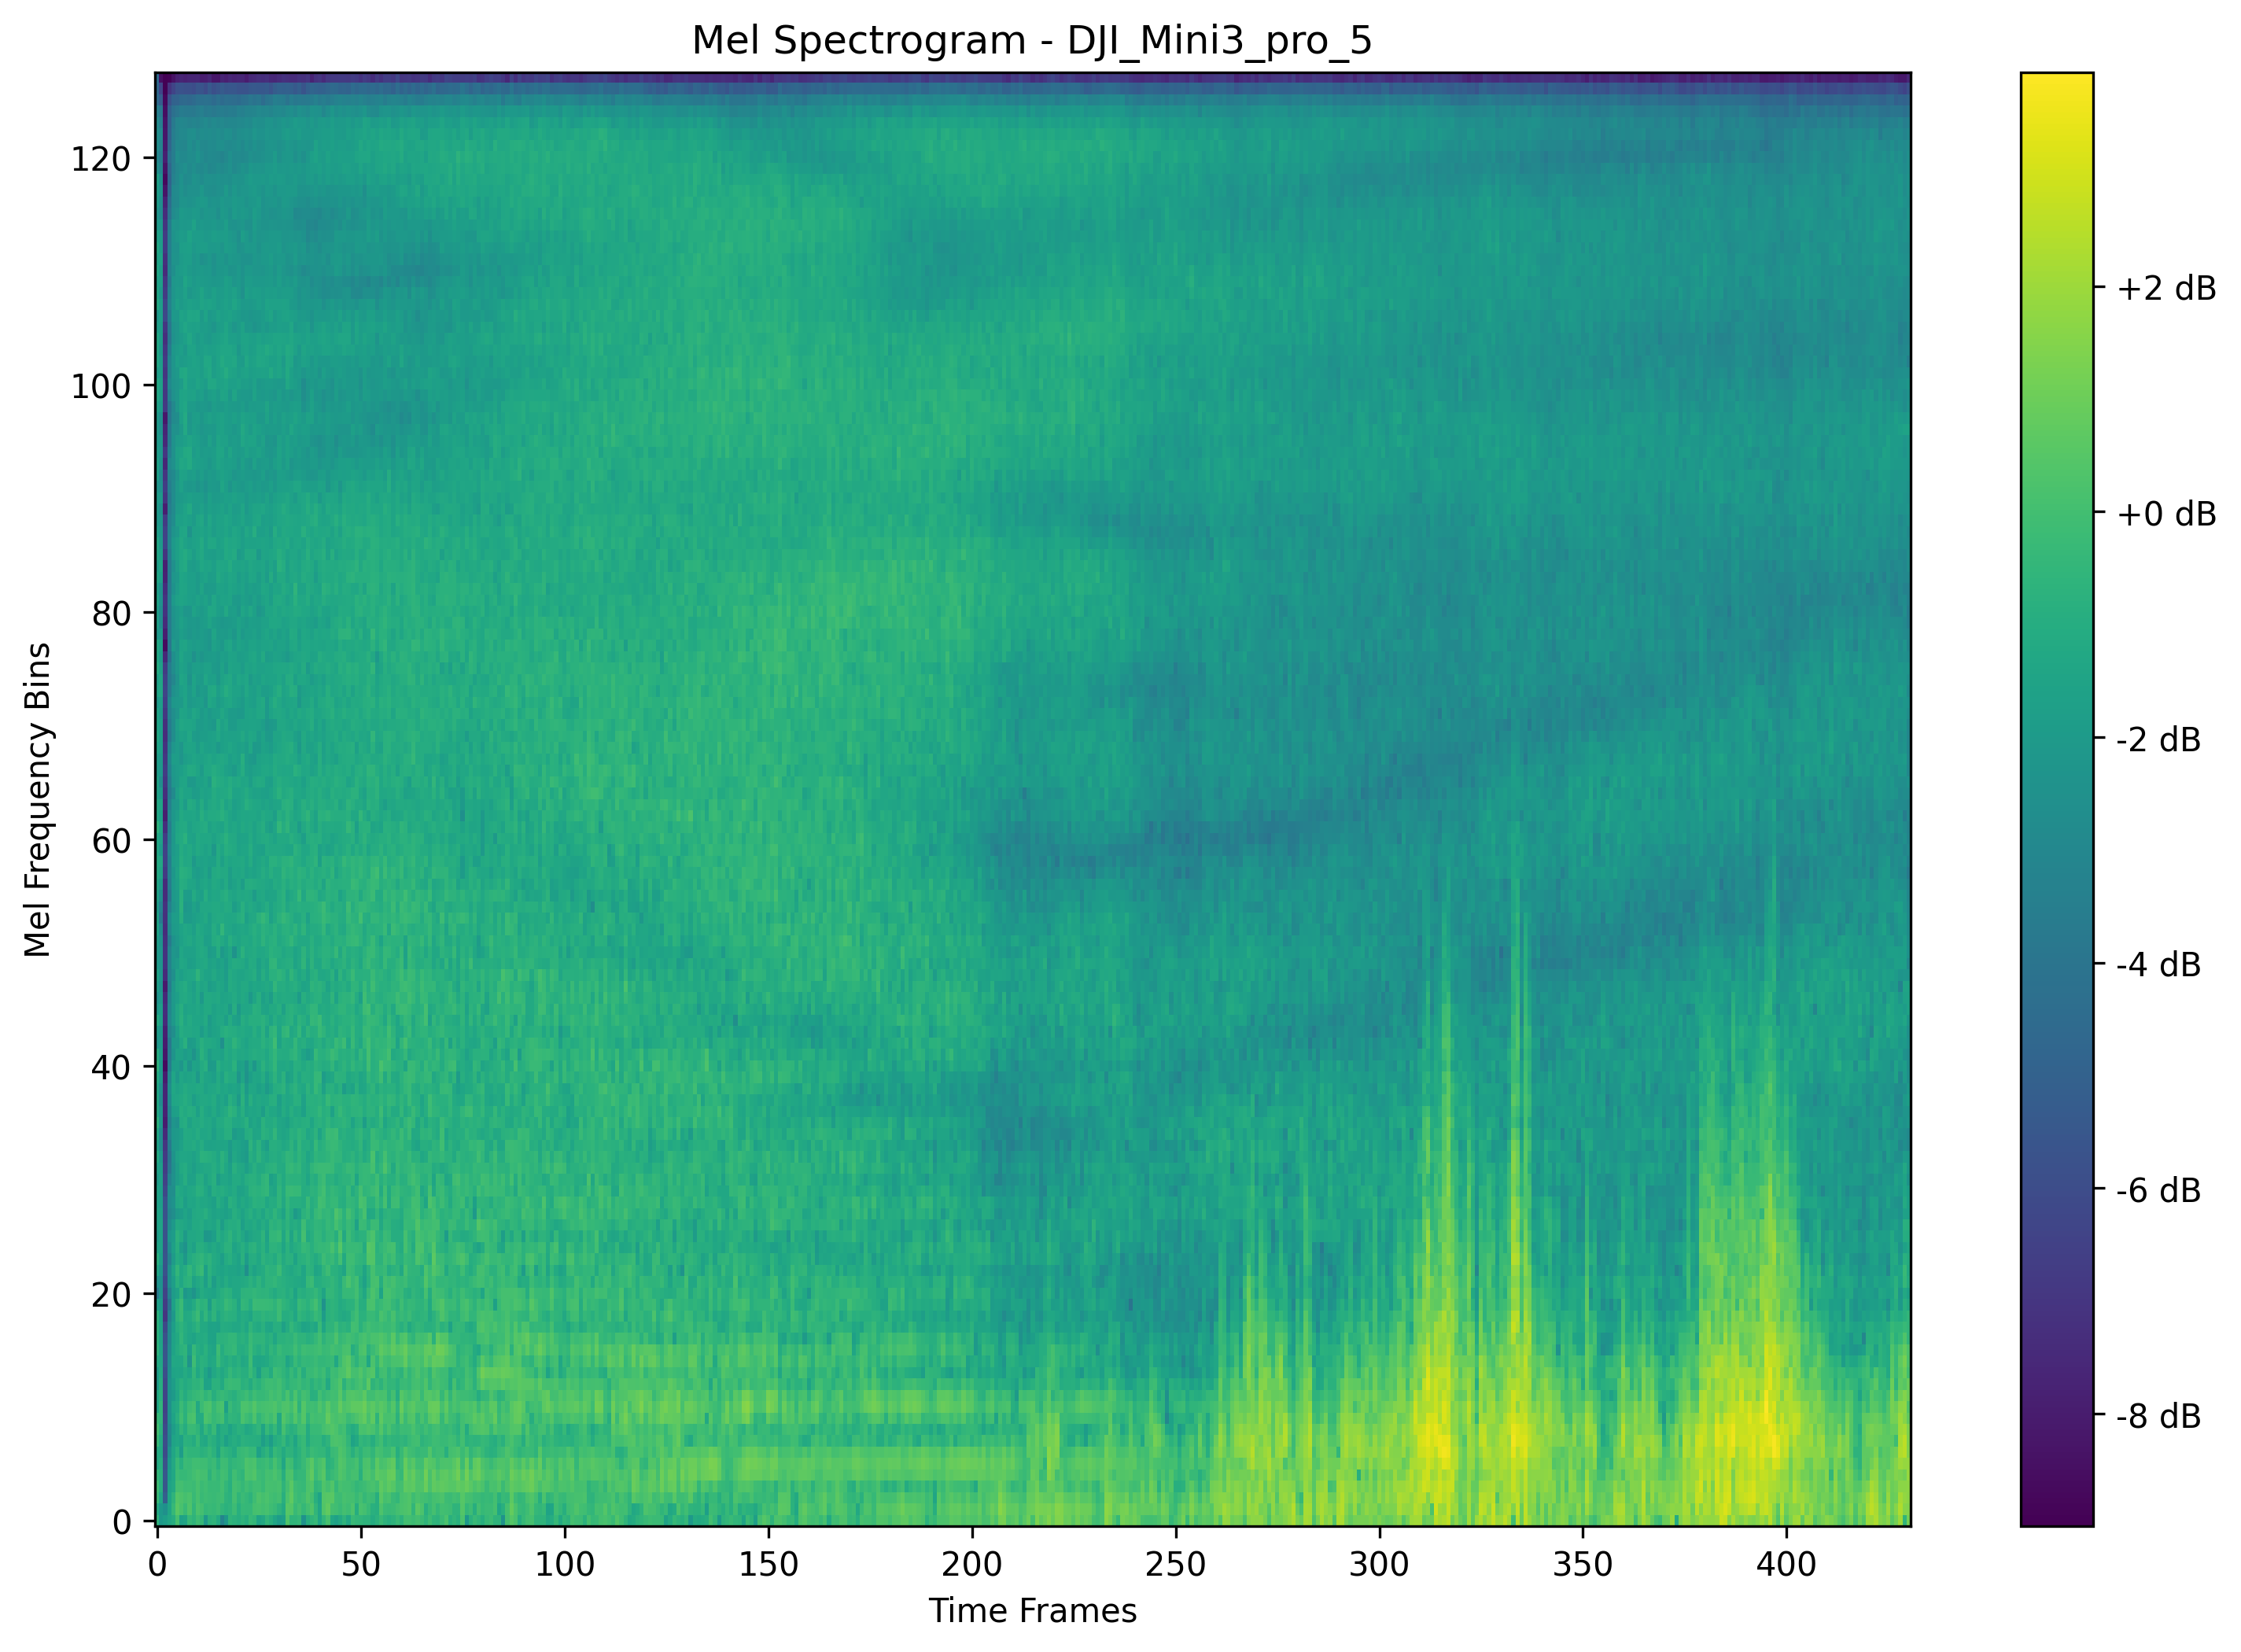 Mel Spectrogram - DJI_Mini3_pro_5
Mel Frequency Bins
120
100
80
60
40
20
0
0 50 100 150 200 250 300 350 400
Time Frames
+2 dB
+0 dB
-2 dB
-4 dB
-6 dB
-8 dB